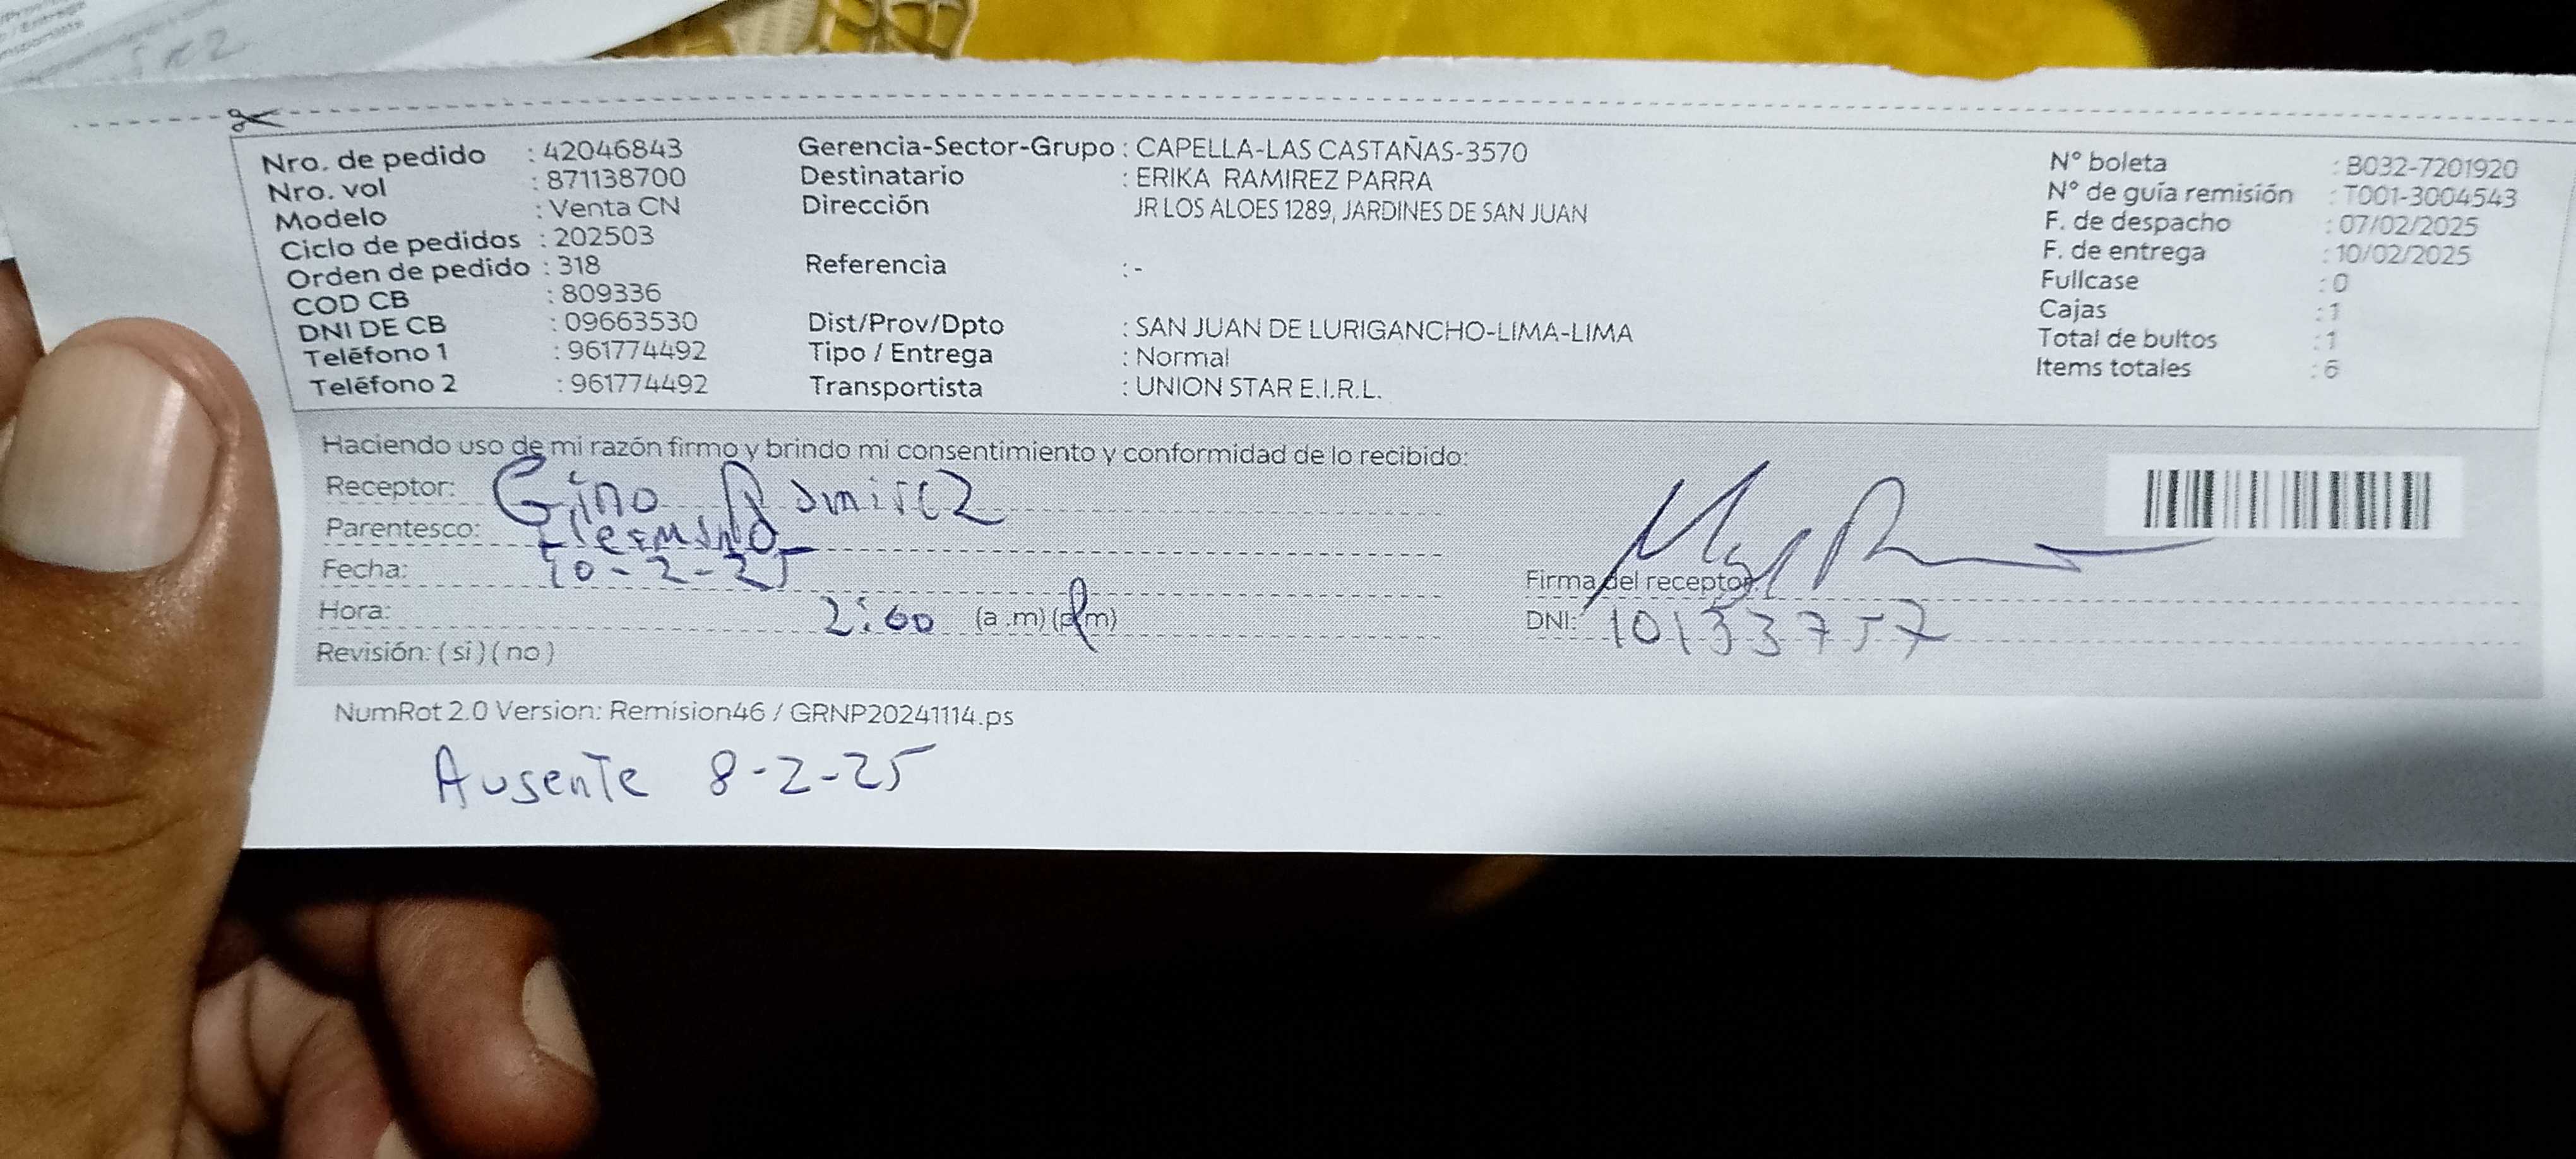 Nro. de pedido : 42046843
Nro. vol : 871138700
Modelo : Venta CN
Ciclo de pedidos : 202503
Orden de pedido : 318
COD CB : 809336
DNI DE CB : 09663530
Teléfono 1 : 961774492
Teléfono 2 : 961774492
Gerencia-Sector-Grupo : CAPELLA-LAS CASTAÑAS-3570
Destinatario : ERIKA RAMIREZ PARRA
Dirección JR LOS ALOES 1289, JARDINES DE SAN JUAN
Referencia : -
Dist/Prov/Dpto : SAN JUAN DE LURIGANCHO-LIMA-LIMA
Tipo / Entrega : Normal
Transportista : UNION STAR E.I.R.L.
N° boleta : B032-7201920
N° de guía remisión : T001-3004543
F. de despacho : 07/02/2025
F. de entrega : 10/02/2025
Fullcase : 0
Cajas : 1
Total de bultos : 1
Items totales : 6
Haciendo uso de mi razón firmo y brindo mi consentimiento y conformidad de lo recibido:
Receptor: Gino Ramirez
Parentesco: Hermano
Fecha: 10-2-25
Hora: 2:00 (a.m) (p.m)
Revisión: ( si ) ( no )
Firma del receptor:
DNI: 10133757
NumRot 2.0 Version: Remision46 / GRNP20241114.ps
Ausente 8-2-25